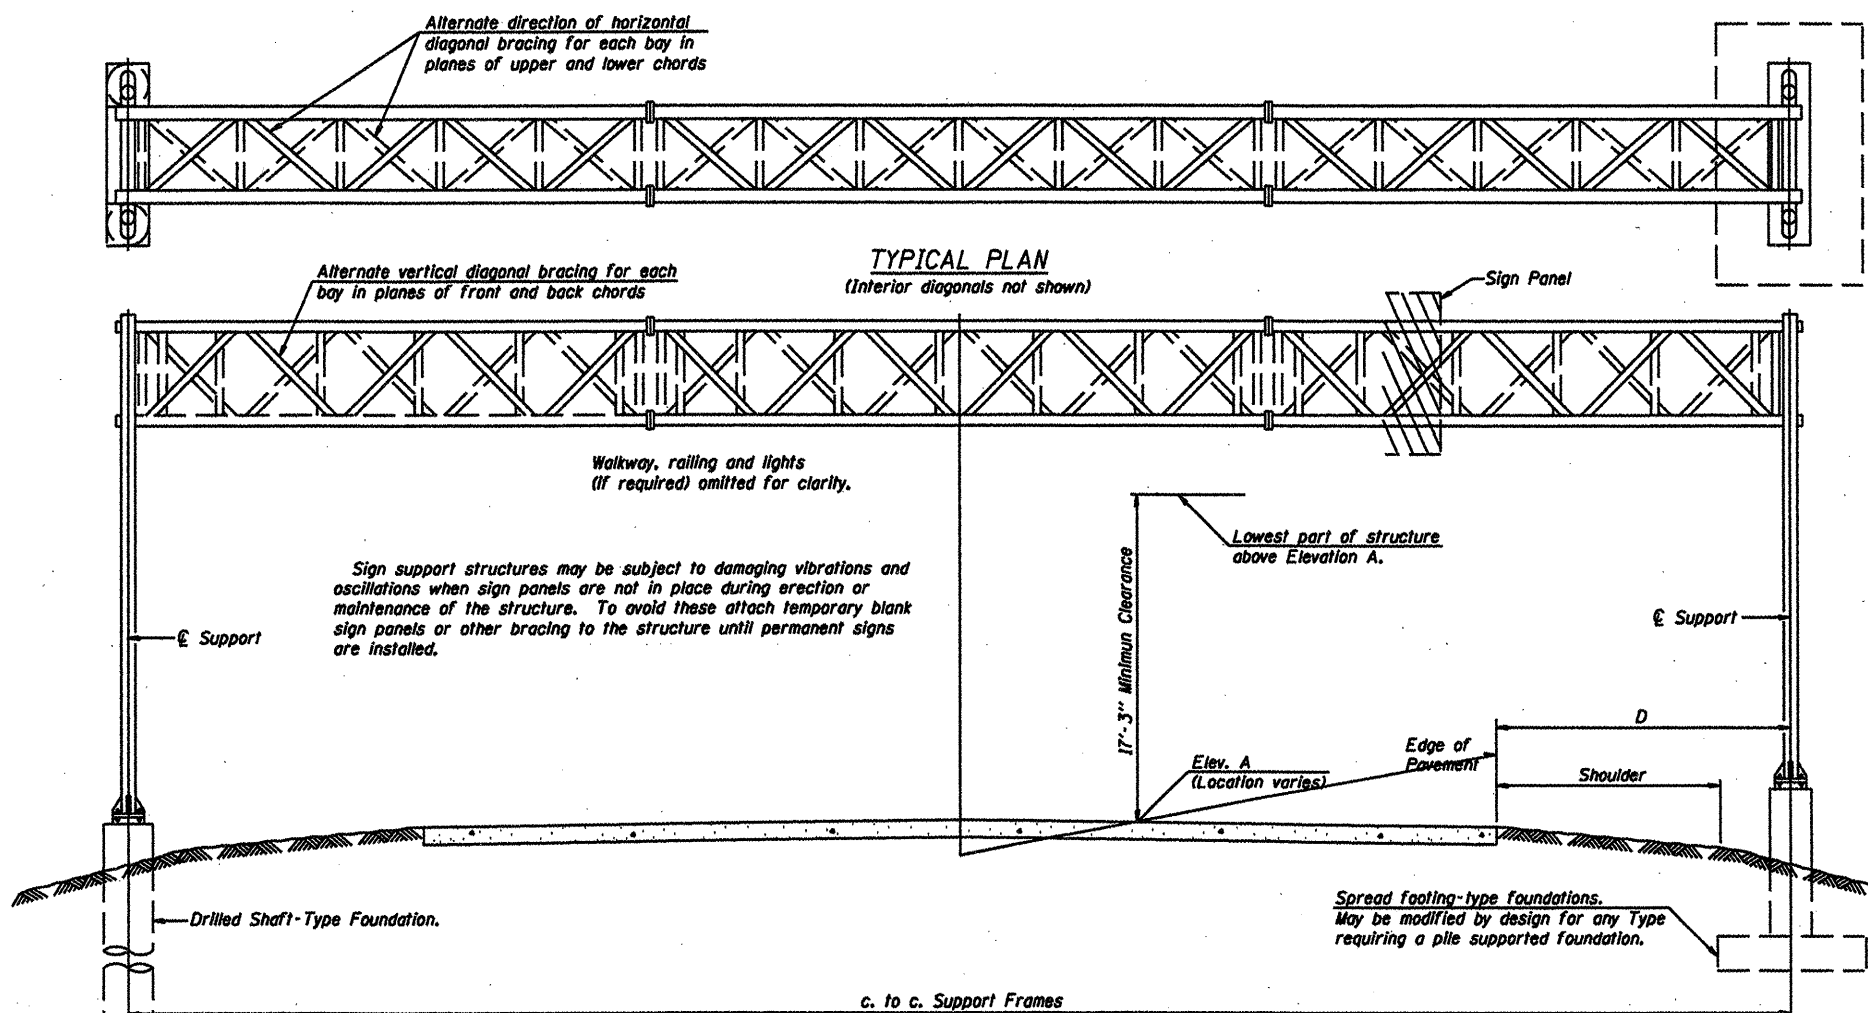 Alternate direction of horizontal
diagonal bracing for each bay in
planes of upper and lower chords
TYPICAL PLAN
(Interior diagonals not shown)
Alternate vertical diagonal bracing for each
bay in planes of front and back chords
Sign Panel
Walkway, railing and lights
(if required) omitted for clarity.
Lowest part of structure
above Elevation A.
Sign support structures may be subject to damaging vibrations and
oscillations when sign panels are not in place during erection or
maintenance of the structure. To avoid these attach temporary blank
sign panels or other bracing to the structure until permanent signs
are installed.
℄ Support
℄ Support
17'-3" Minimun Clearance
D
Edge of
Pavement
Elev. A
(Location varies)
Shoulder
Drilled Shaft-Type Foundation.
Spread footing-type foundations.
May be modified by design for any Type
requiring a pile supported foundation.
c. to c. Support Frames